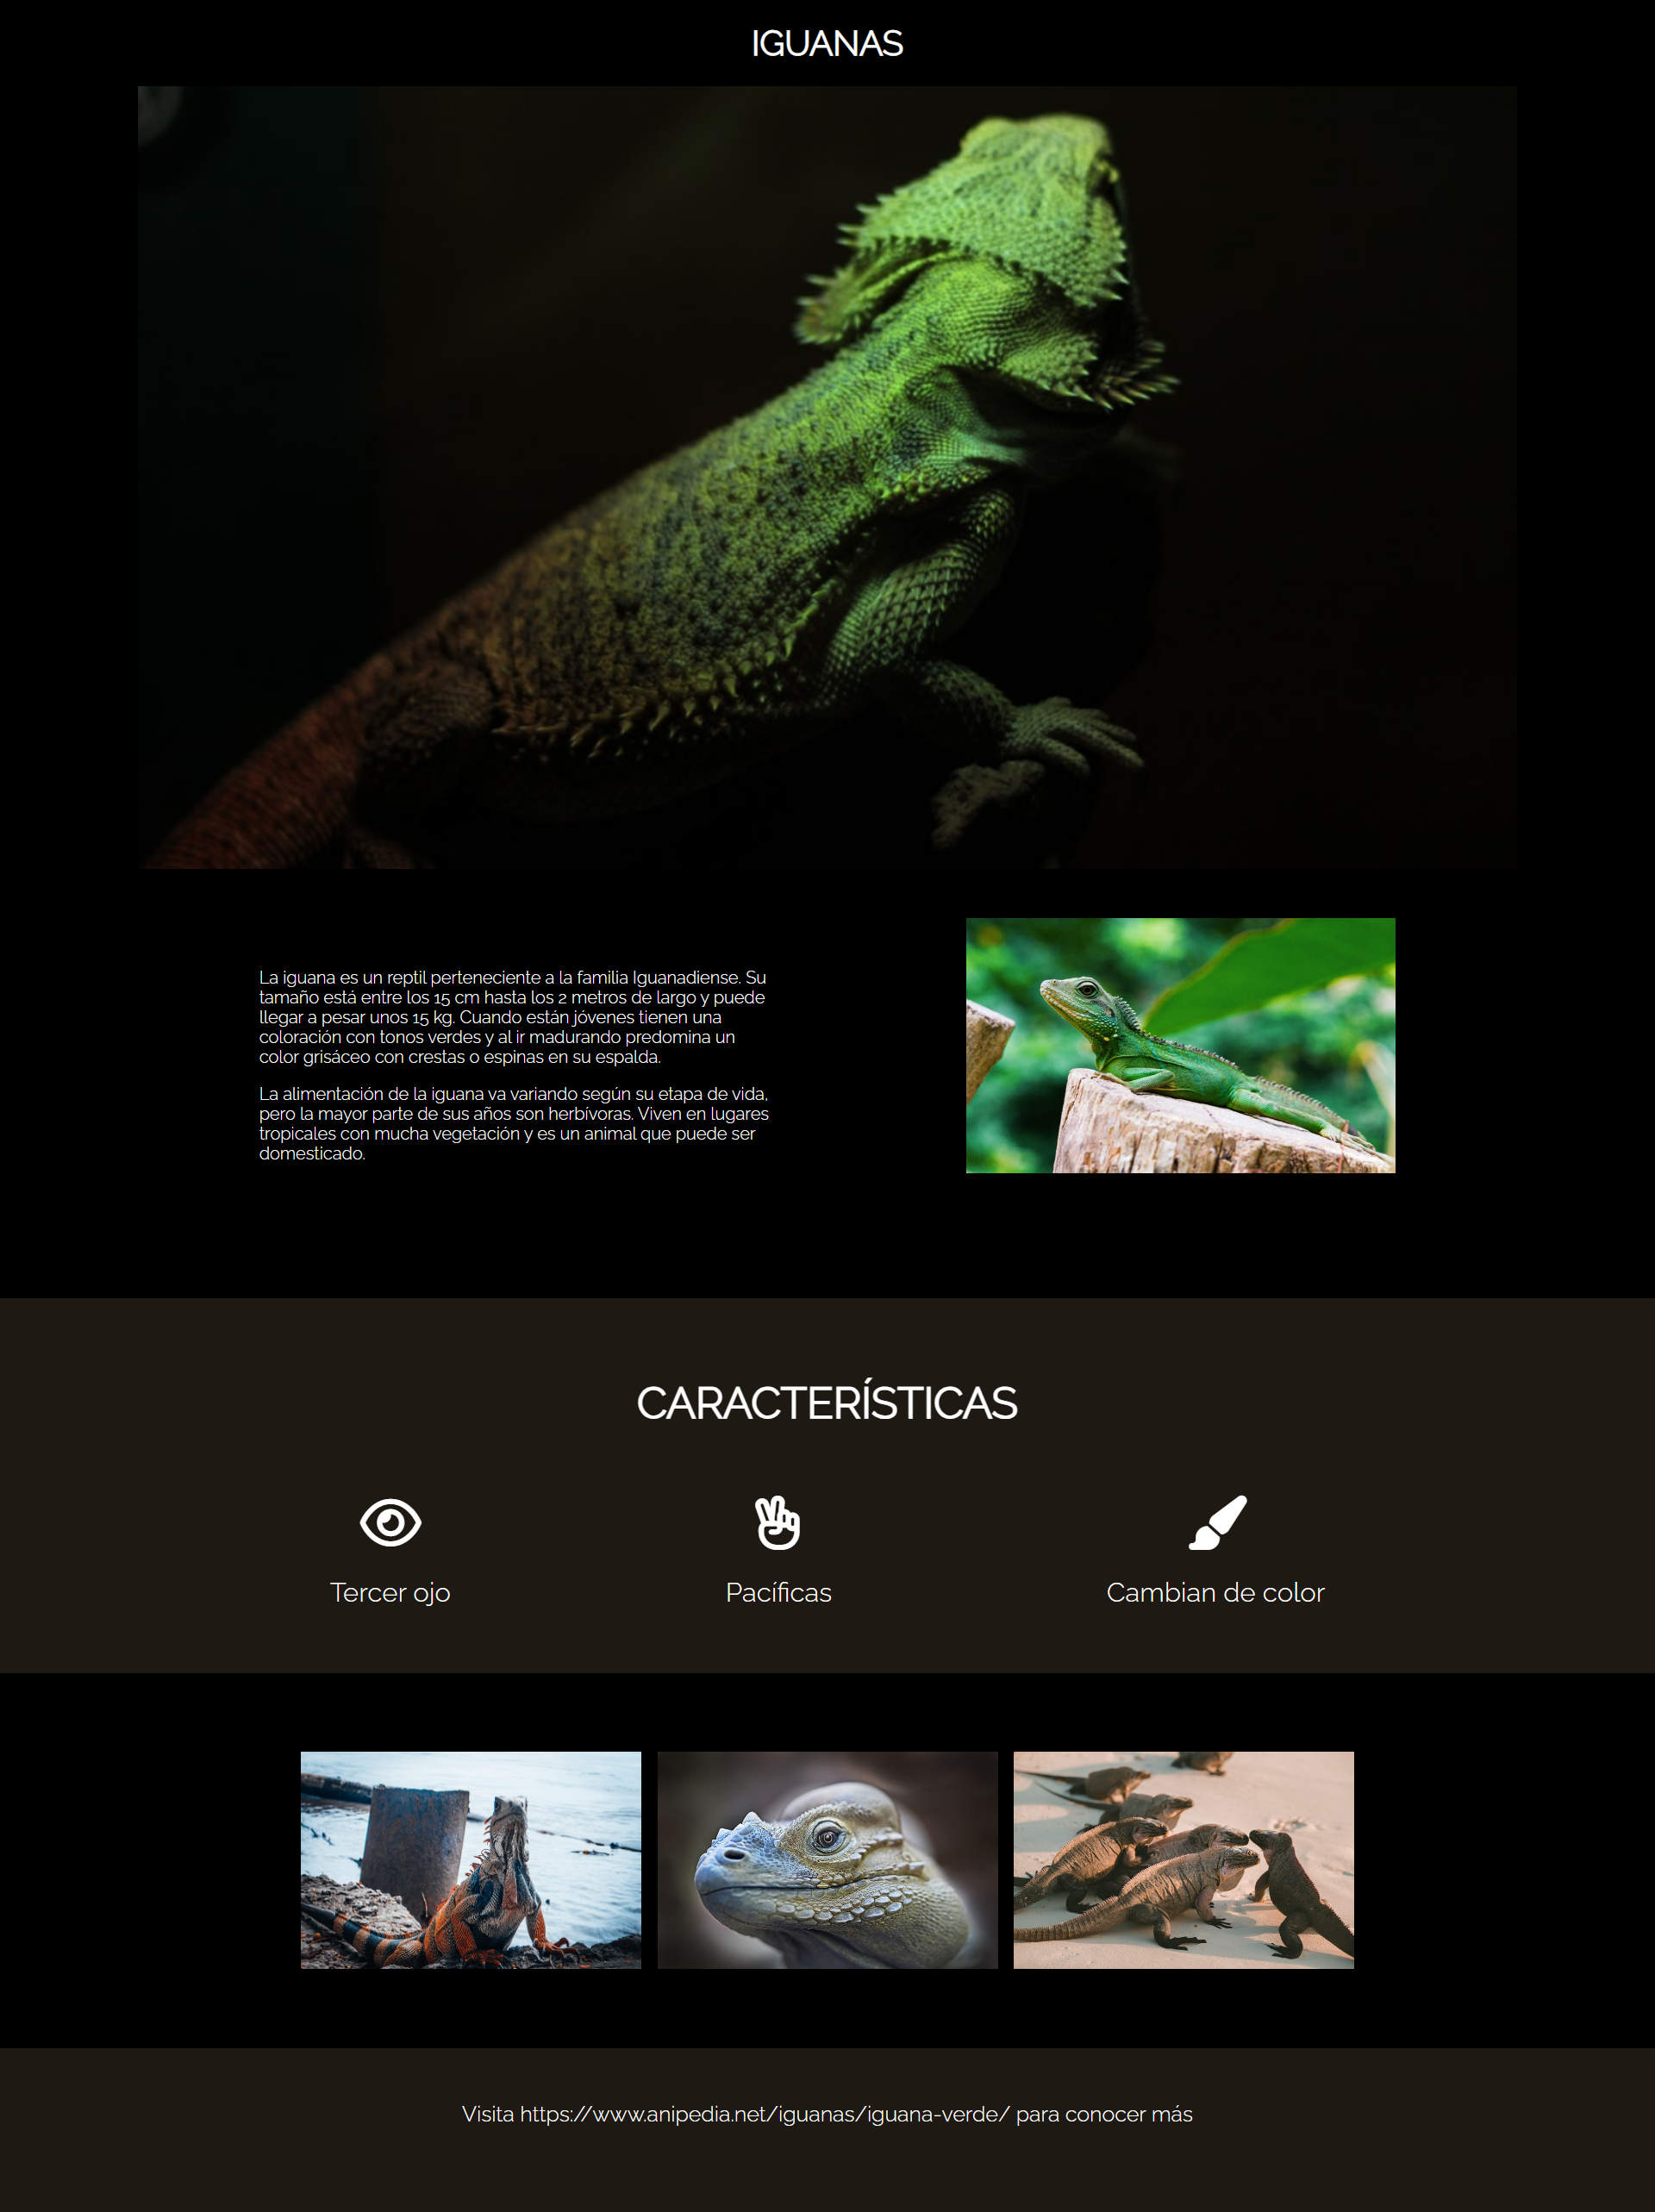 IGUANAS
La iguana es un reptil perteneciente a la familia Iguanadiense. Su
tamaño está entre los 15 cm hasta los 2 metros de largo y puede
llegar a pesar unos 15 kg. Cuando están jóvenes tienen una
coloración con tonos verdes y al ir madurando predomina un
color grisáceo con crestas o espinas en su espalda.
La alimentación de la iguana va variando según su etapa de vida,
pero la mayor parte de sus años son herbívoras. Viven en lugares
tropicales con mucha vegetación y es un animal que puede ser
domesticado.
CARACTERÍSTICAS
Tercer ojo
Pacíficas
Cambian de color
Visita https://www.anipedia.net/iguanas/iguana-verde/ para conocer más